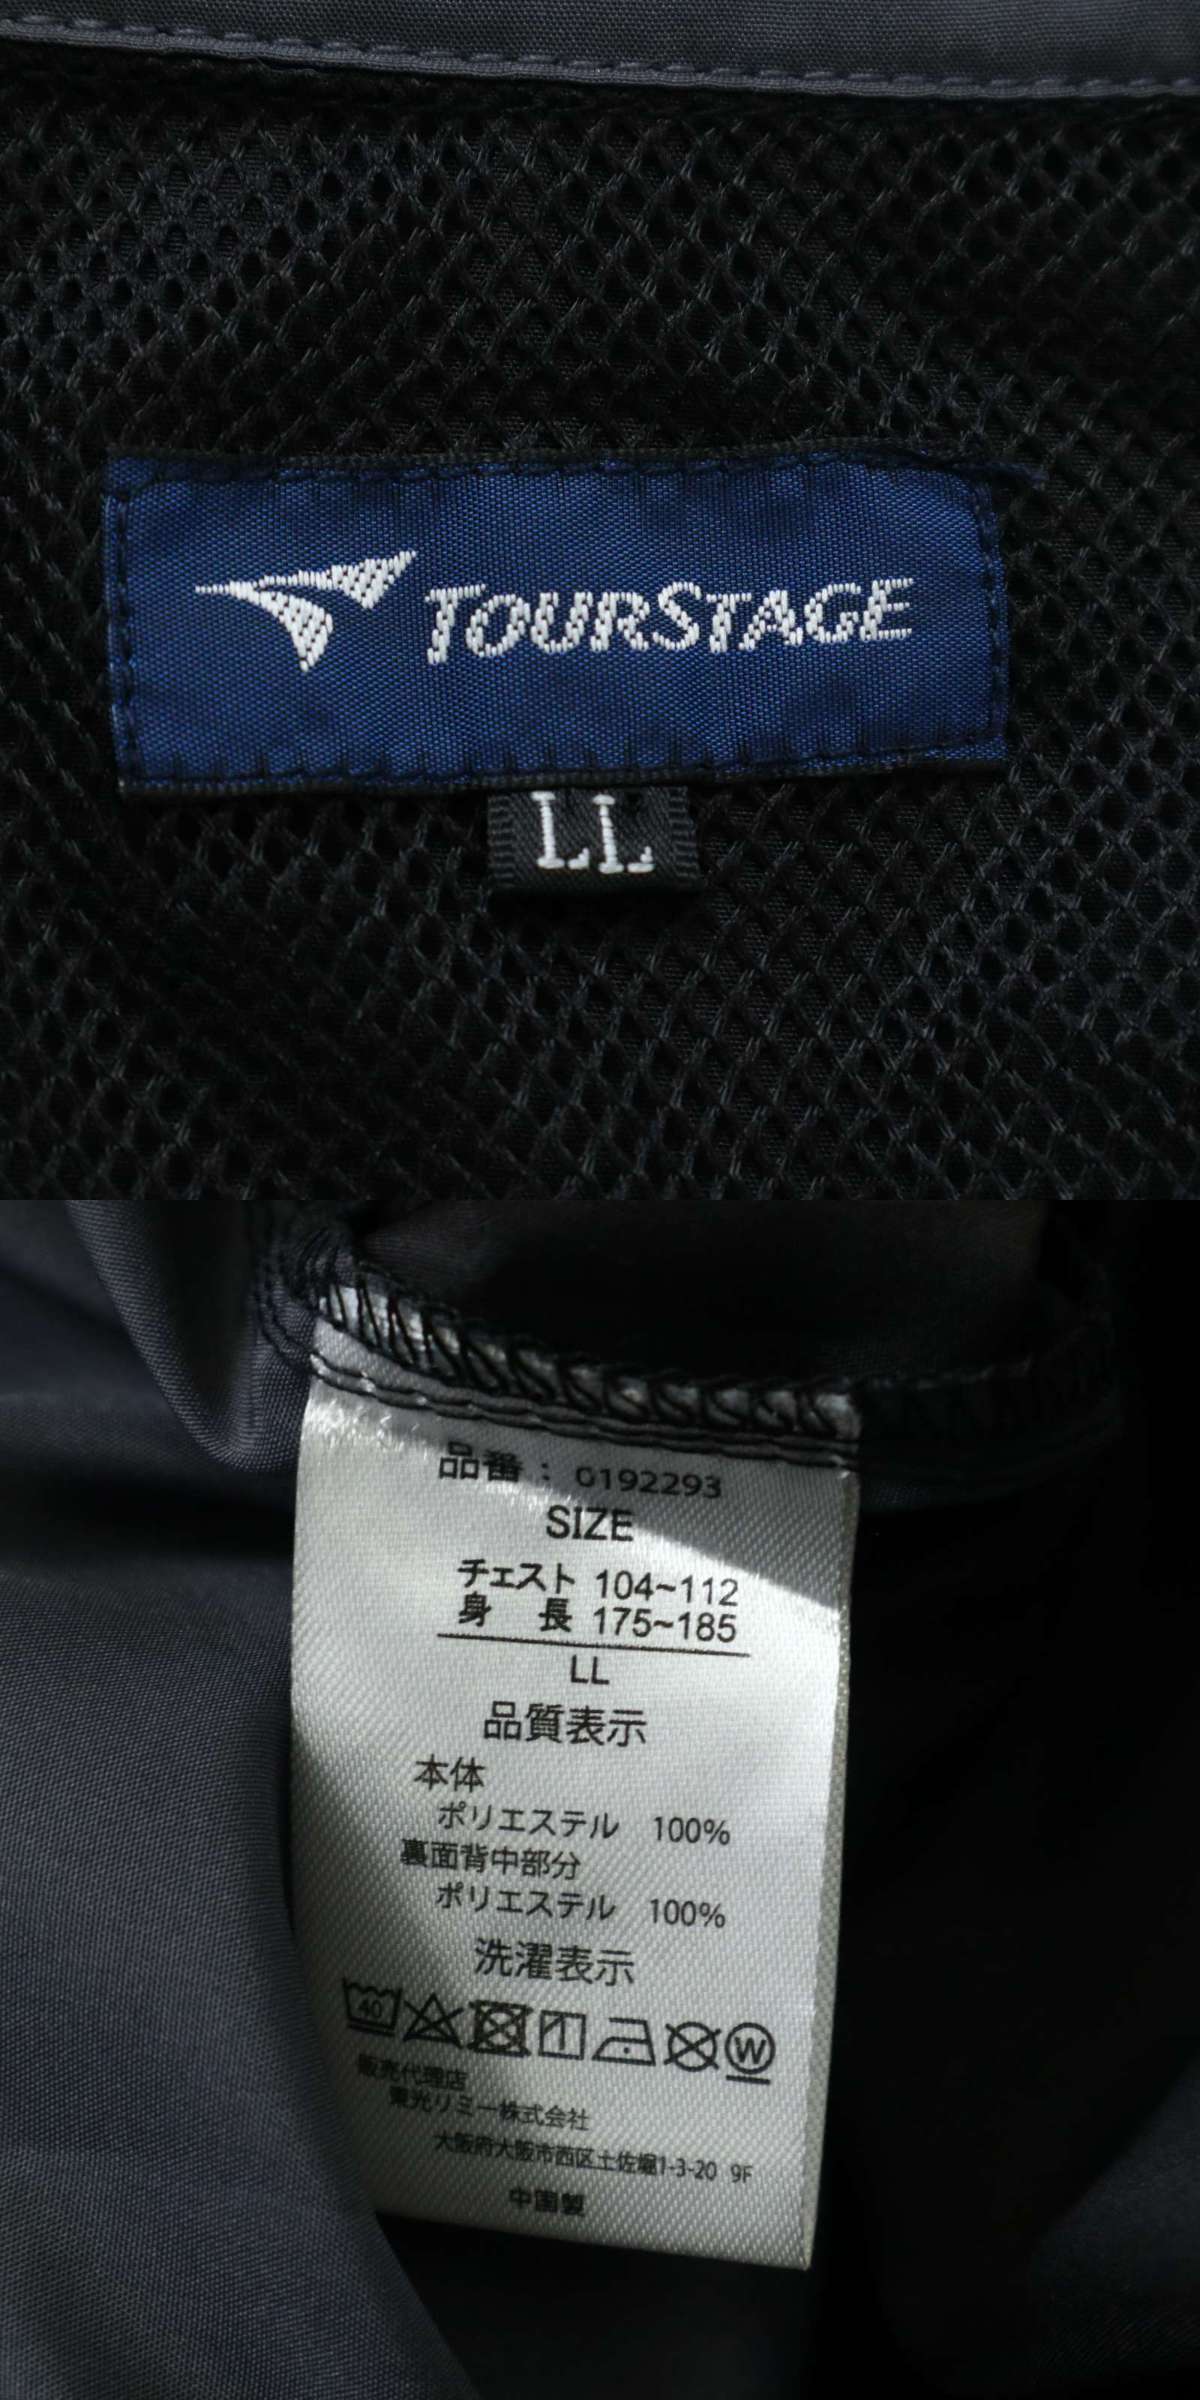 TOURSTAGE
LL
品番： 0192293
SIZE
チェスト 104~112
身 長 175~185
LL
品質表示
本体
ポリエステル 100%
裏面背中部分
ポリエステル 100%
洗濯表示
40 W
販売代理店
東光リミー株式会社
大阪府大阪市西区土佐堀1-3-20 9F
中国製